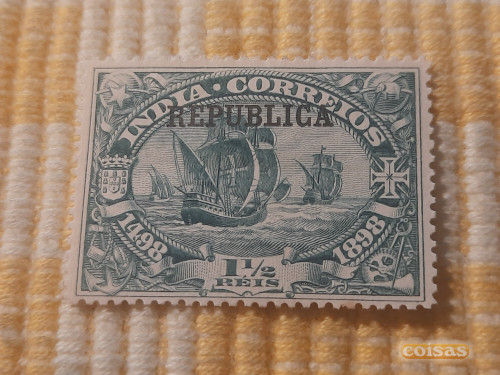 INDIA · CORREIOS
REPUBLICA
1498
1898
1½
REIS
coisas